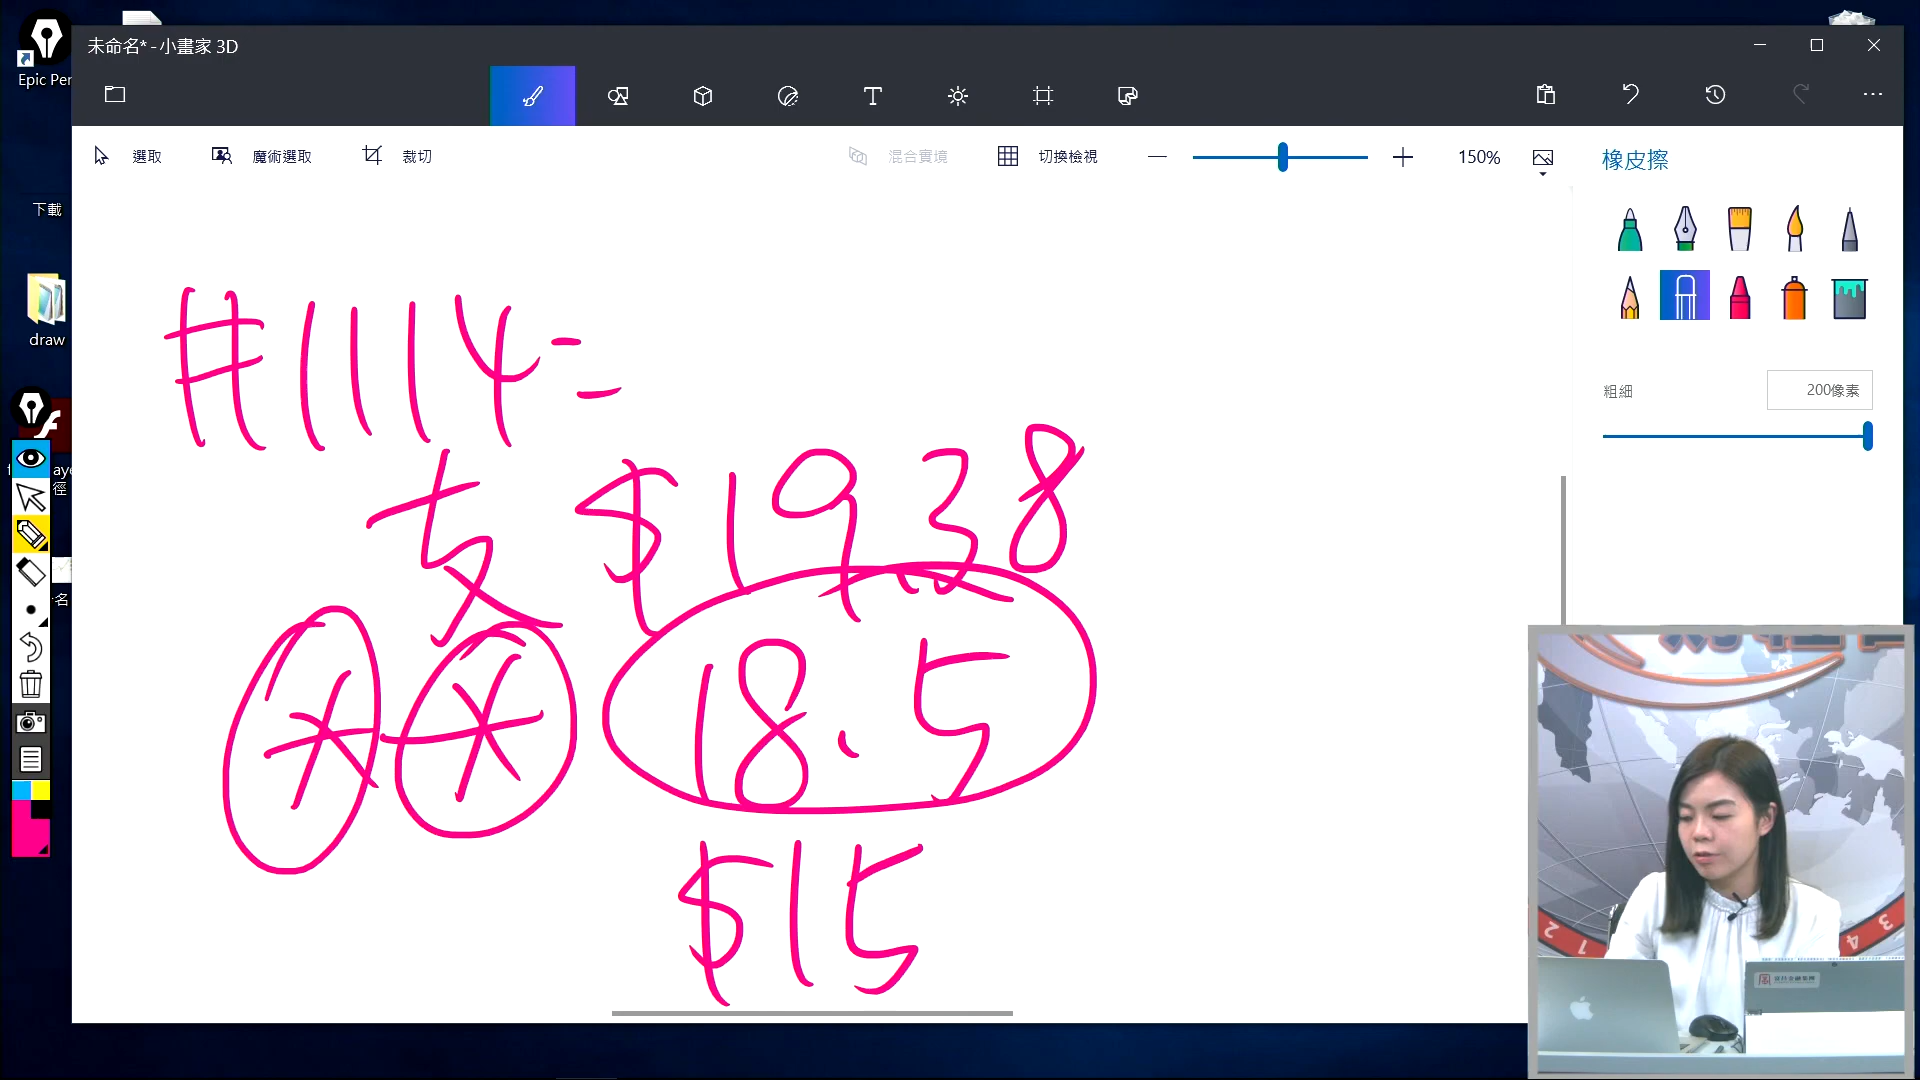 未命名* - 小畫家 3D
Epic Pen
選取
魔術選取
裁切
混合實境
切換檢視
150%
橡皮擦
下載
粗細
200像素
draw
#1114=
支 $1938
18.5
$15
徑